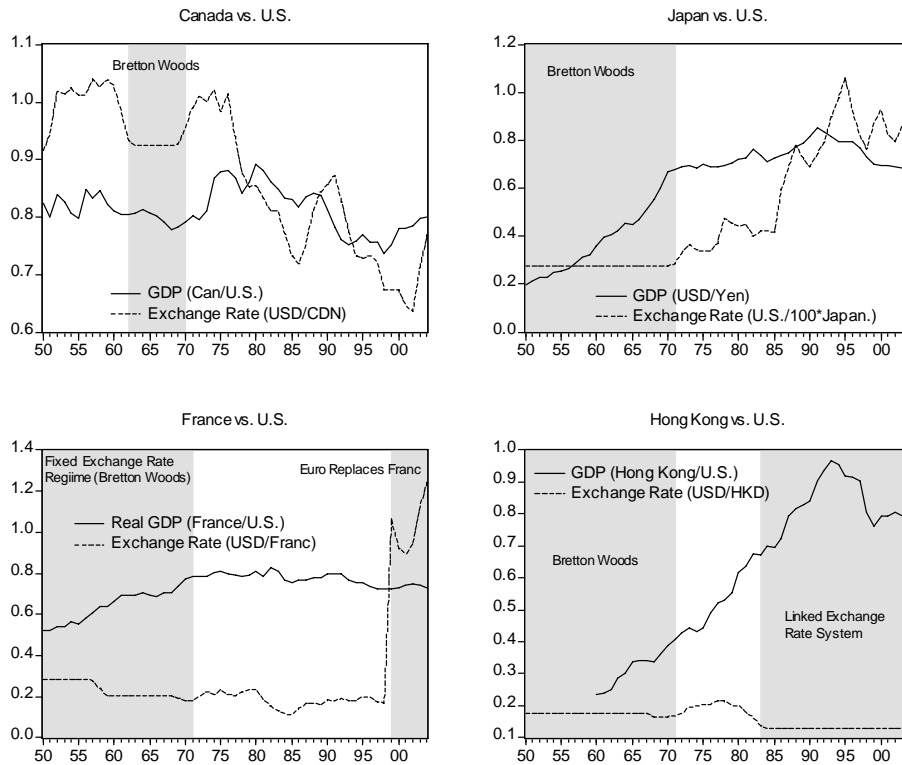 Canada vs. U.S.
1.1
1.0
0.9
0.8
0.7
0.6
Bretton Woods
GDP (Can/U.S.)
Exchange Rate (USD/CDN)
50 55 60 65 70 75 80 85 90 95 00
Japan vs. U.S.
1.2
1.0
0.8
0.6
0.4
0.2
0.0
Bretton Woods
GDP (USD/Yen)
Exchange Rate (U.S./100*Japan.)
50 55 60 65 70 75 80 85 90 95 00
France vs. U.S.
1.4
1.2
1.0
0.8
0.6
0.4
0.2
0.0
Fixed Exchange Rate
Regiime (Bretton Woods)
Euro Replaces Franc
Real GDP (France/U.S.)
Exchange Rate (USD/Franc)
50 55 60 65 70 75 80 85 90 95 00
Hong Kong vs. U.S.
1.0
0.9
0.8
0.7
0.6
0.5
0.4
0.3
0.2
0.1
GDP (Hong Kong/U.S.)
Exchange Rate (USD/HKD)
Bretton Woods
Linked Exchange
Rate System
50 55 60 65 70 75 80 85 90 95 00